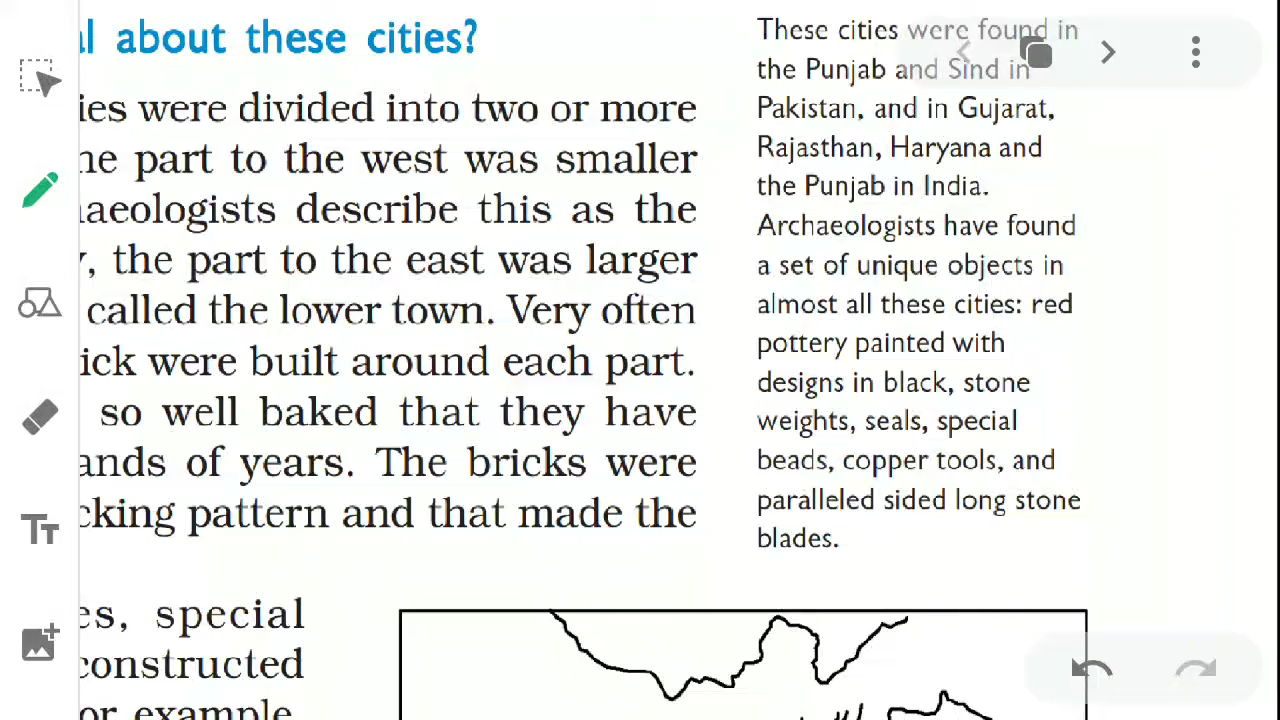 al about these cities?
ies were divided into two or more
he part to the west was smaller
haeologists describe this as the
y, the part to the east was larger
called the lower town. Very often
ick were built around each part.
so well baked that they have
ands of years. The bricks were
cking pattern and that made the
es, special
constructed
or example,
These cities were found in
the Punjab and Sind in
Pakistan, and in Gujarat,
Rajasthan, Haryana and
the Punjab in India.
Archaeologists have found
a set of unique objects in
almost all these cities: red
pottery painted with
designs in black, stone
weights, seals, special
beads, copper tools, and
paralleled sided long stone
blades.
TT